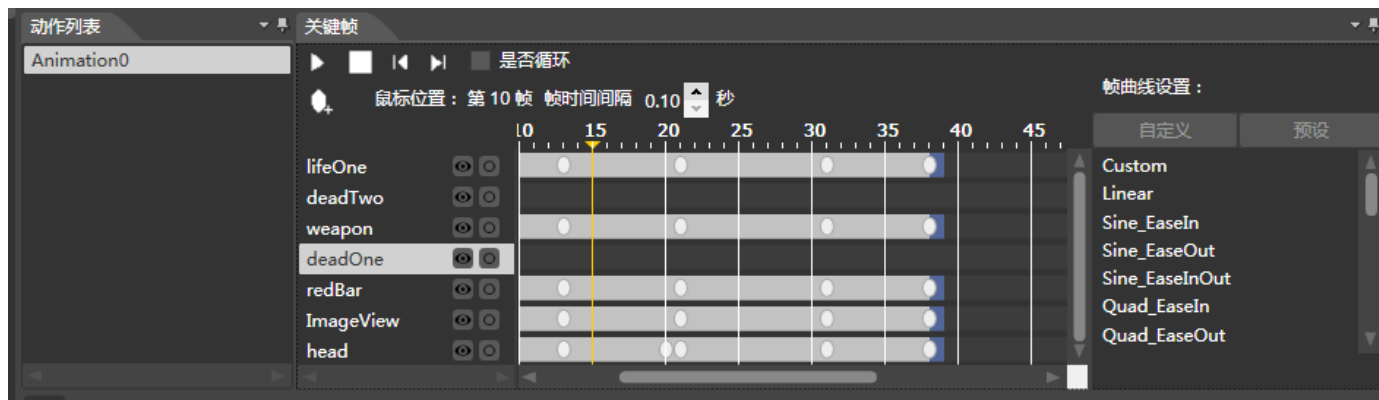 动作列表
关键帧
Animation0
是否循环
鼠标位置：第 10 帧 帧时间间隔 0.10 秒
帧曲线设置：
10 15 20 25 30 35 40 45
自定义 预设
lifeOne
deadTwo
weapon
deadOne
redBar
ImageView
head
Custom
Linear
Sine_EaseIn
Sine_EaseOut
Sine_EaseInOut
Quad_EaseIn
Quad_EaseOut